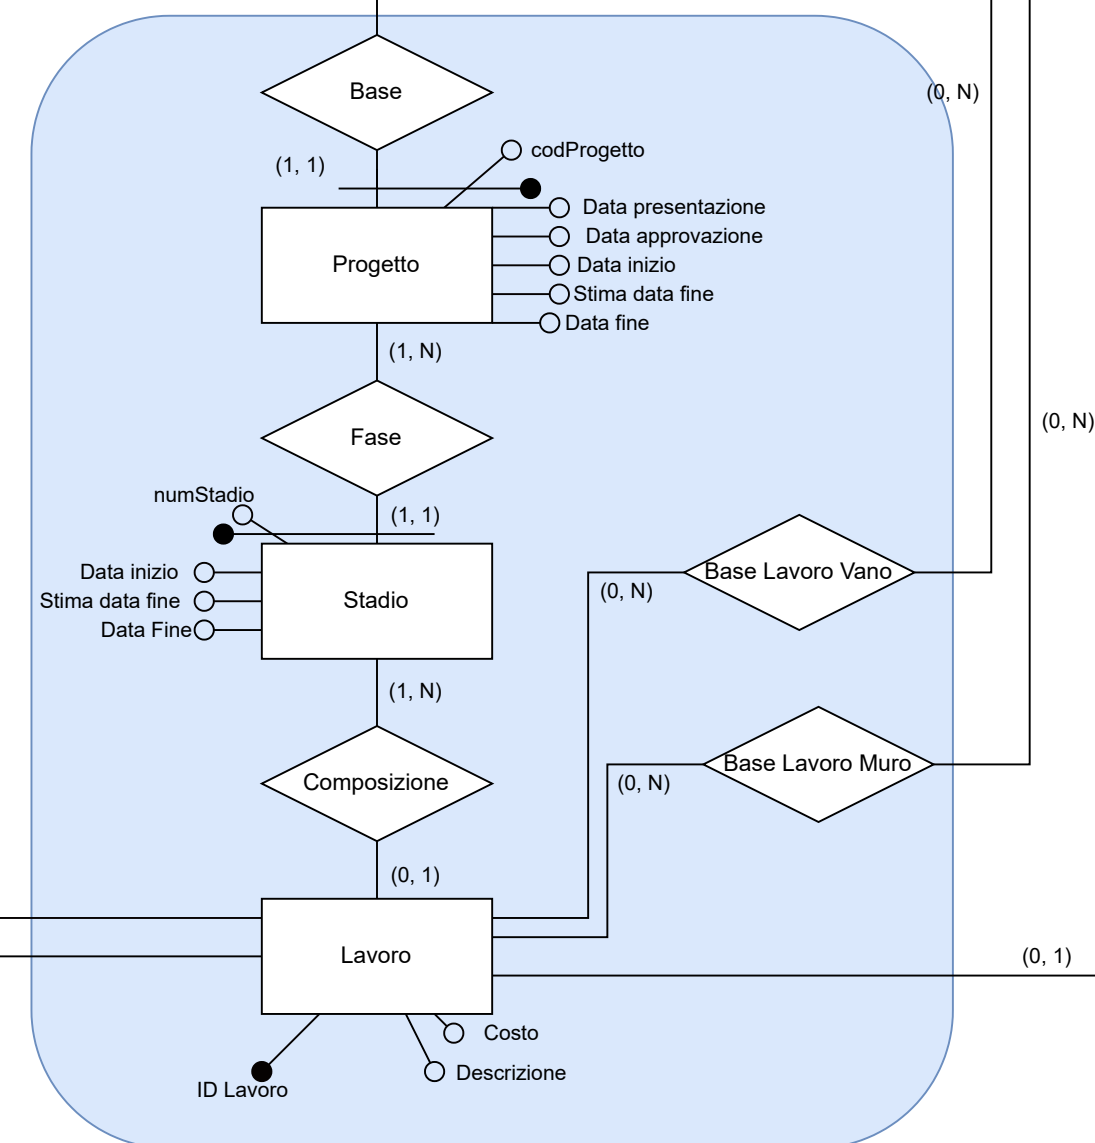 Base
(0, N)
(1, 1)
codProgetto
Data presentazione
Data approvazione
Progetto
Data inizio
Stima data fine
Data fine
(1, N)
(0, N)
Fase
numStadio
(1, 1)
Data inizio
Stima data fine
Data Fine
Stadio
Base Lavoro Vano
(0, N)
(1, N)
Base Lavoro Muro
(0, N)
Composizione
(0, 1)
Lavoro
(0, 1)
Costo
Descrizione
ID Lavoro